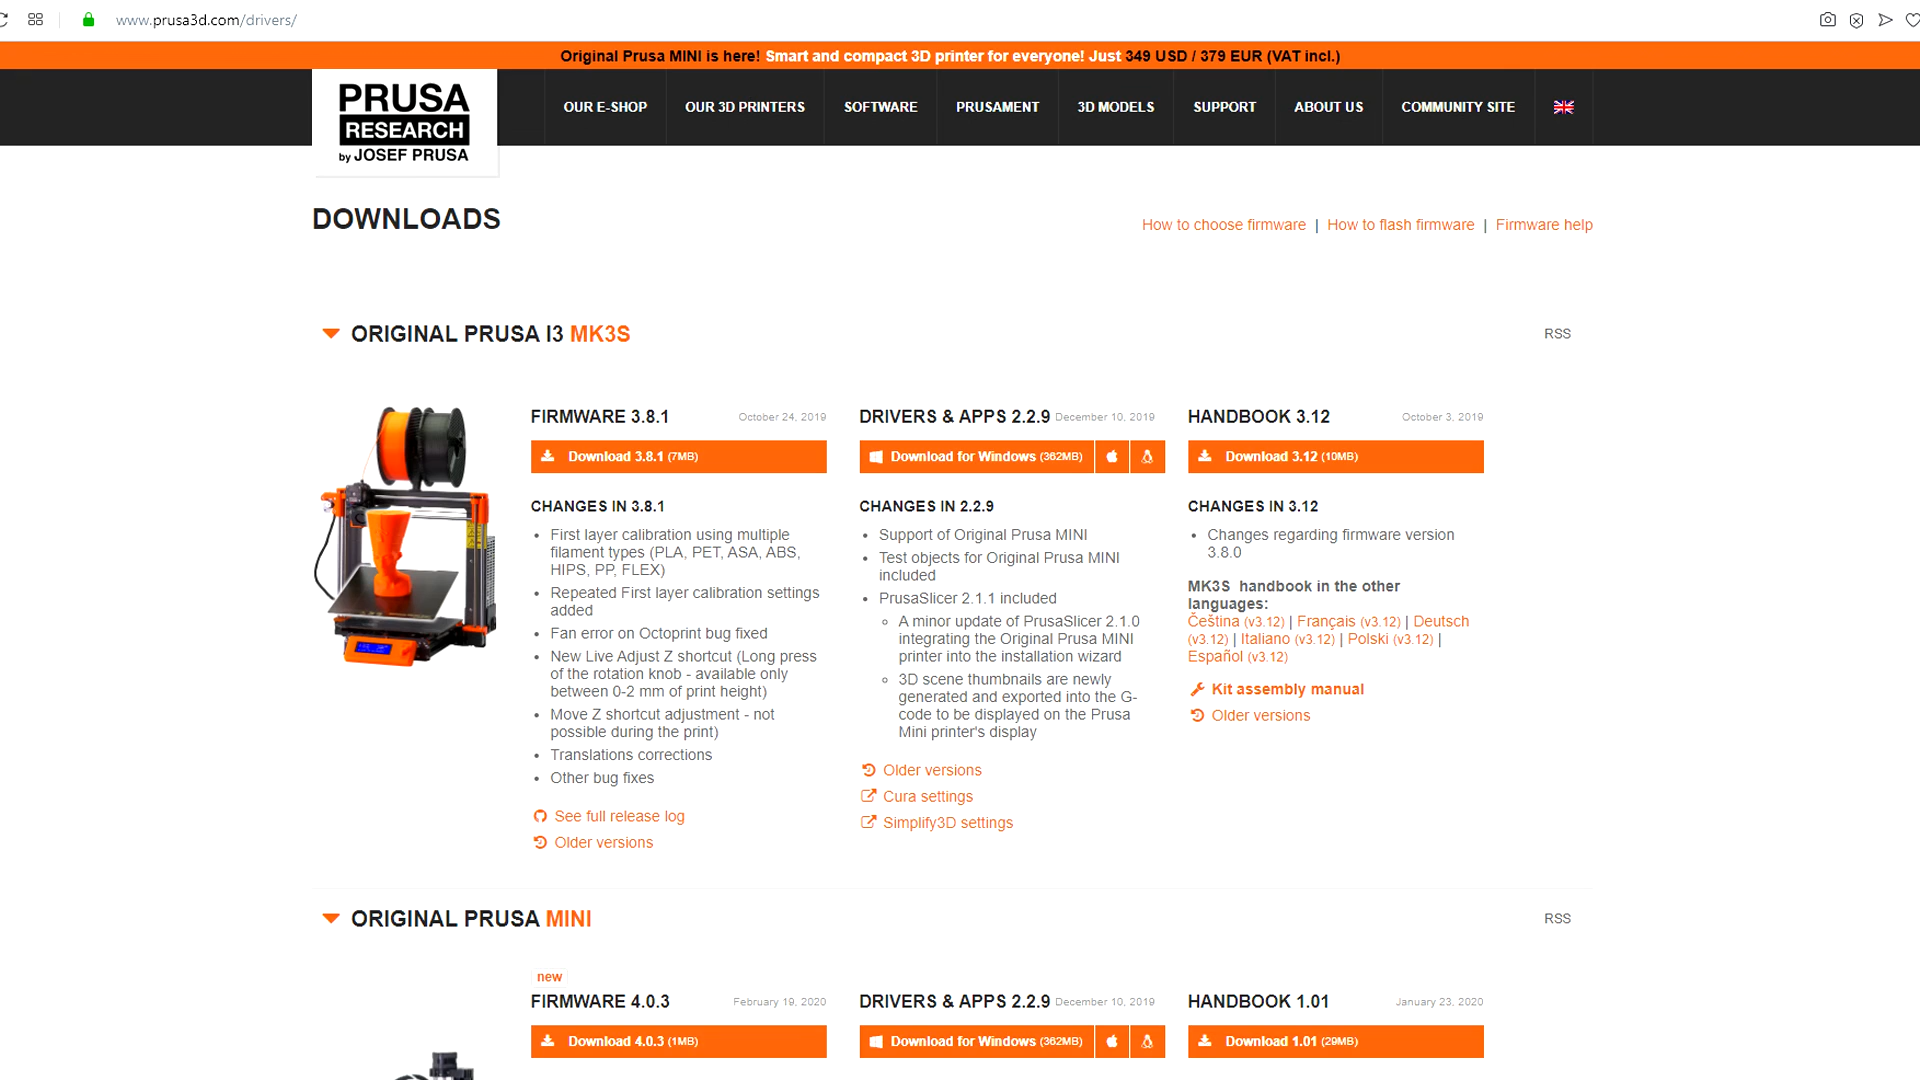 www.prusa3d.com/drivers/
Original Prusa MINI is here! Smart and compact 3D printer for everyone! Just 349 USD / 379 EUR (VAT incl.)
PRUSA
RESEARCH
by JOSEF PRUSA
OUR E-SHOP
OUR 3D PRINTERS
SOFTWARE
PRUSAMENT
3D MODELS
SUPPORT
ABOUT US
COMMUNITY SITE
DOWNLOADS
How to choose firmware | How to flash firmware | Firmware help
ORIGINAL PRUSA I3 MK3S
RSS
FIRMWARE 3.8.1 October 24, 2019
Download 3.8.1 (7MB)
CHANGES IN 3.8.1
• First layer calibration using multiple
filament types (PLA, PET, ASA, ABS,
HIPS, PP, FLEX)
• Repeated First layer calibration settings
added
• Fan error on Octoprint bug fixed
• New Live Adjust Z shortcut (Long press
of the rotation knob - available only
between 0-2 mm of print height)
• Move Z shortcut adjustment - not
possible during the print)
• Translations corrections
• Other bug fixes
See full release log
Older versions
DRIVERS & APPS 2.2.9 December 10, 2019
Download for Windows (362MB)
CHANGES IN 2.2.9
• Support of Original Prusa MINI
• Test objects for Original Prusa MINI
included
• PrusaSlicer 2.1.1 included
◦ A minor update of PrusaSlicer 2.1.0
integrating the Original Prusa MINI
printer into the installation wizard
◦ 3D scene thumbnails are newly
generated and exported into the G-
code to be displayed on the Prusa
Mini printer's display
Older versions
Cura settings
Simplify3D settings
HANDBOOK 3.12 October 3, 2019
Download 3.12 (10MB)
CHANGES IN 3.12
• Changes regarding firmware version
3.8.0
MK3S handbook in the other
languages:
Čeština (v3.12) | Français (v3.12) | Deutsch
(v3.12) | Italiano (v3.12) | Polski (v3.12) |
Español (v3.12)
Kit assembly manual
Older versions
ORIGINAL PRUSA MINI
RSS
new
FIRMWARE 4.0.3 February 19, 2020
Download 4.0.3 (1MB)
DRIVERS & APPS 2.2.9 December 10, 2019
Download for Windows (362MB)
HANDBOOK 1.01 January 23, 2020
Download 1.01 (29MB)